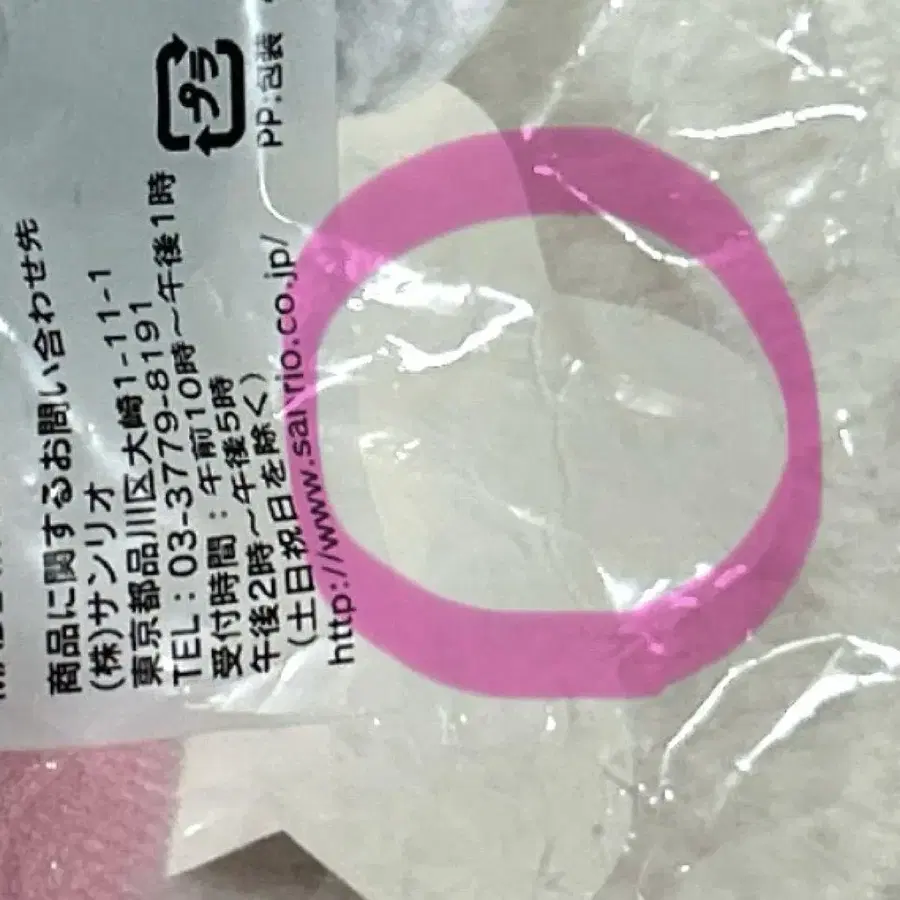 商品に関するお問い合わせ先
(株)サンリオ
東京都品川区大崎1-11-1
TEL：03-3779-8191
受付時間：午前10時～午後1時
午後2時～午後5時
(土日祝日を除く)
http://www.sanrio.co.jp/
プラ
PP:包装